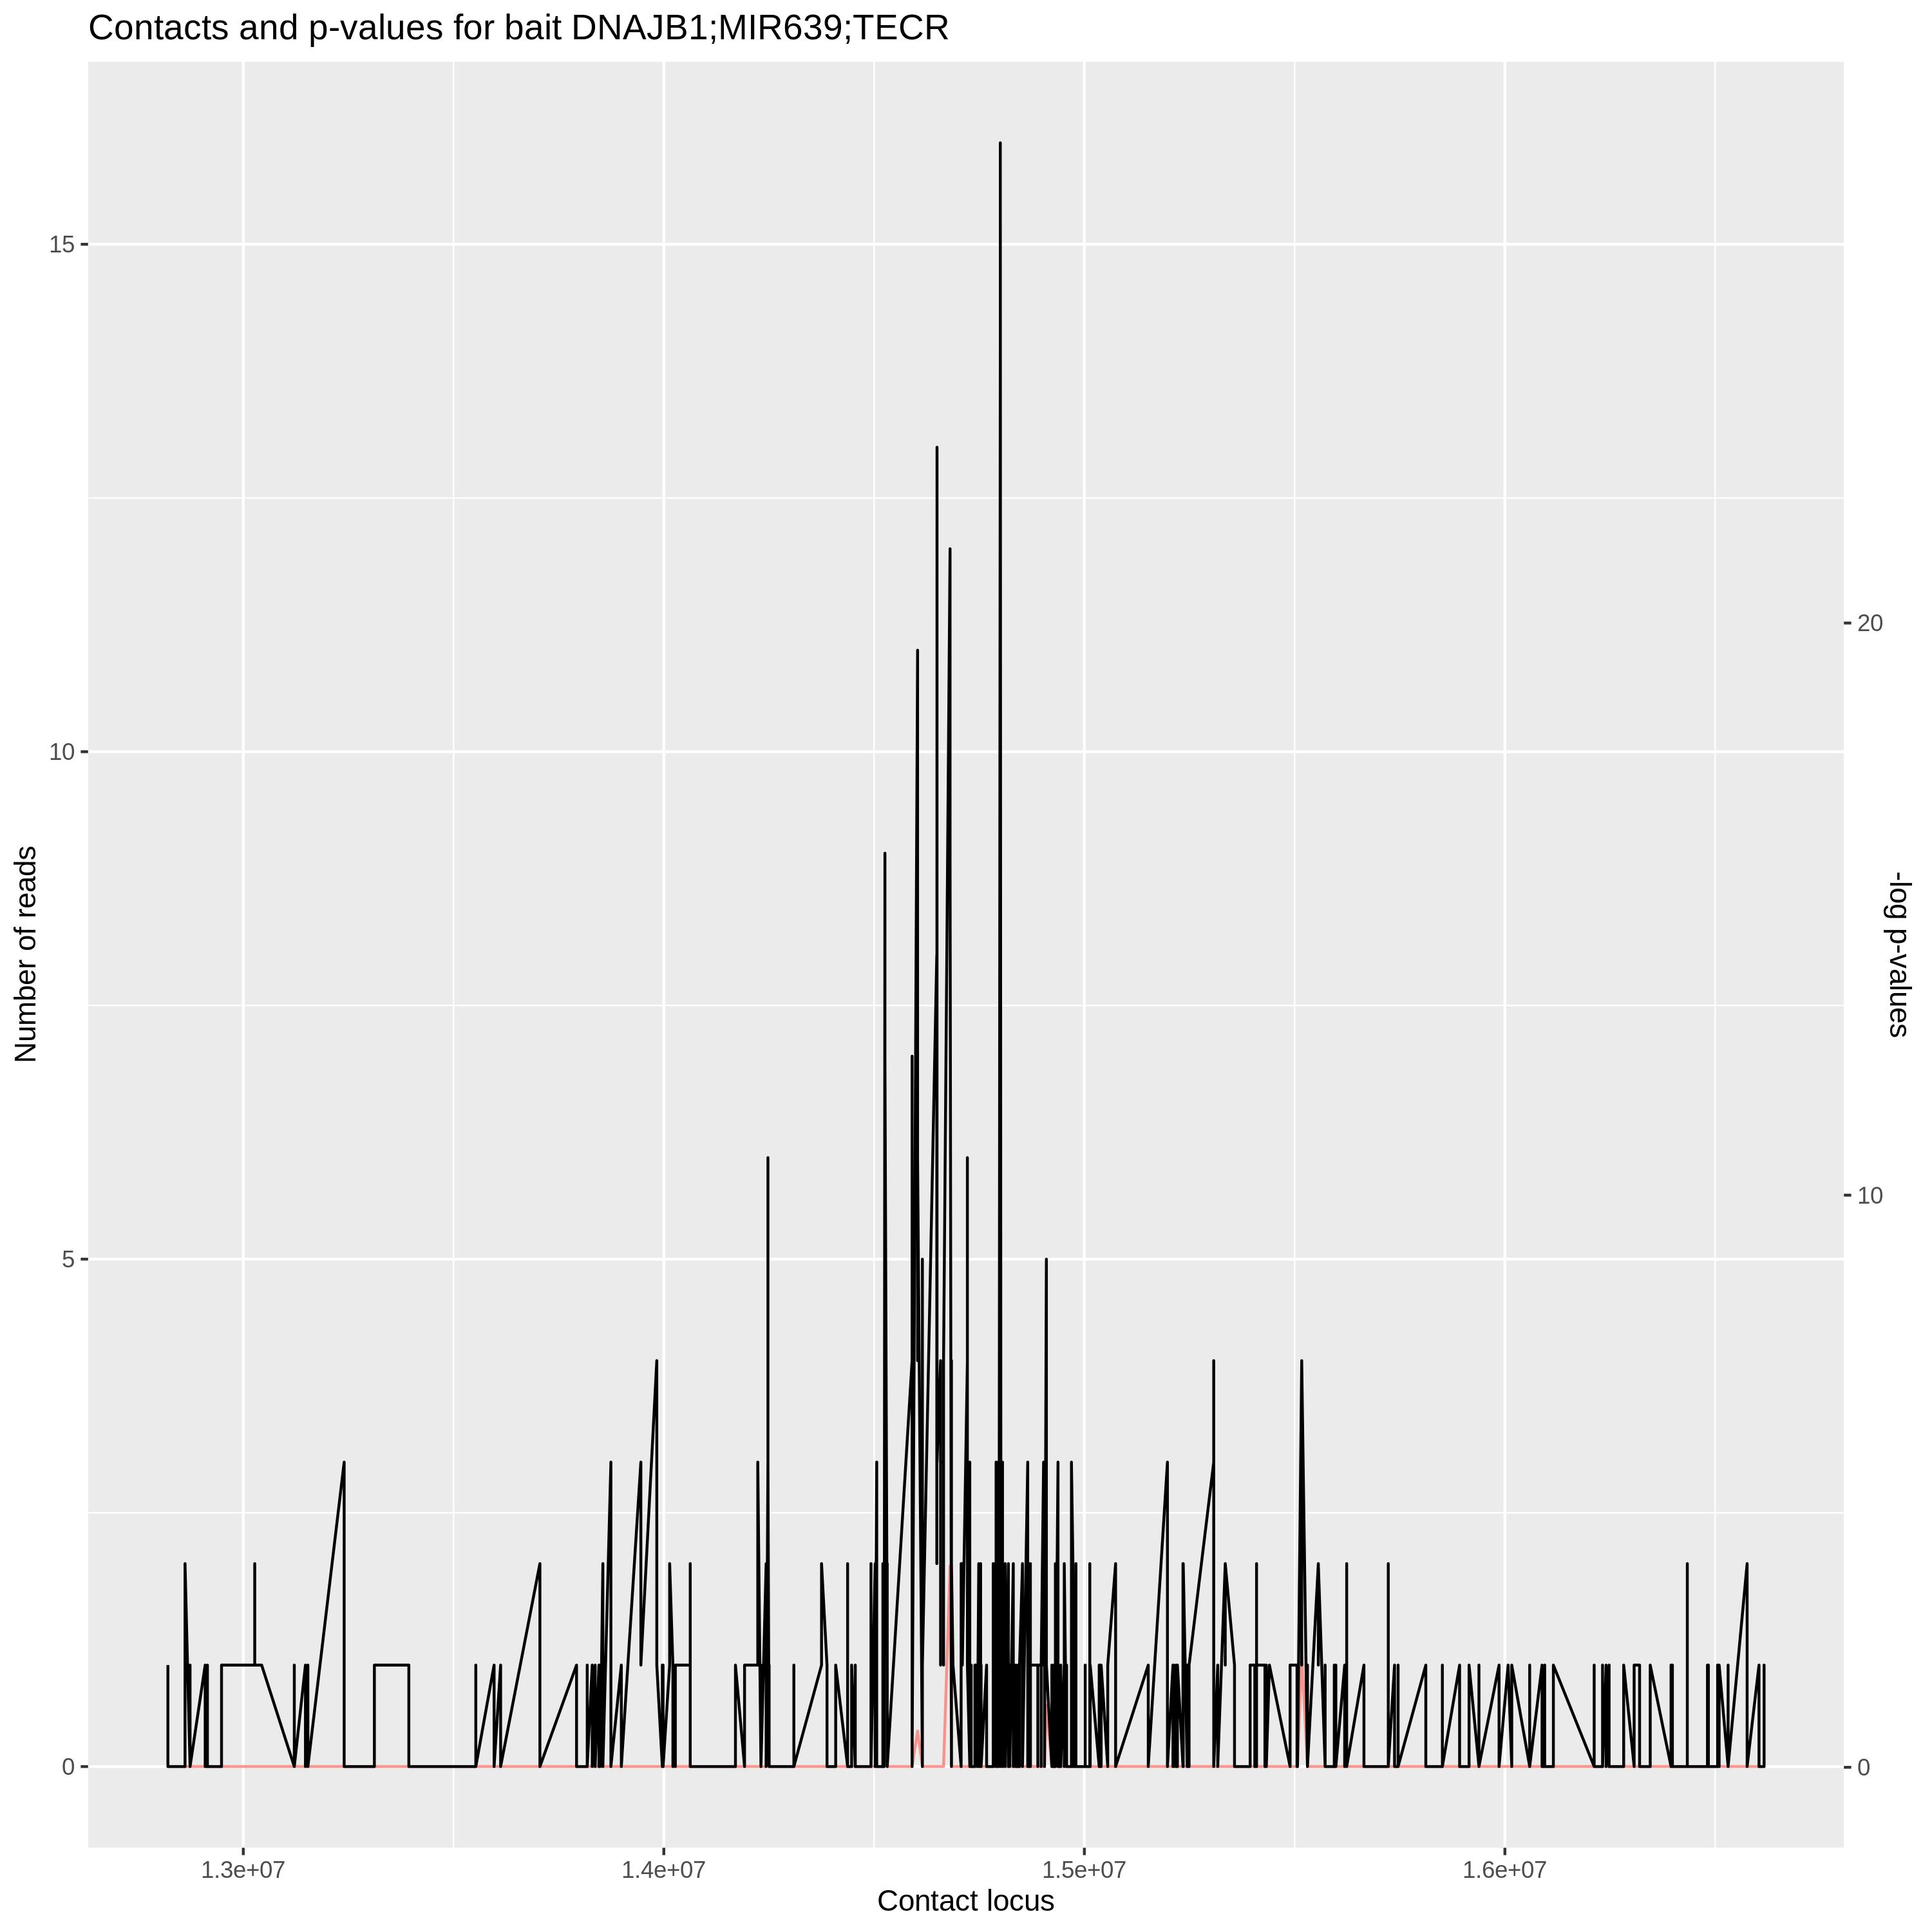 Contacts and p-values for bait DNAJB1;MIR639;TECR
15
10
5
0
Number of reads
20
10
0
-log p-values
1.3e+07
1.4e+07
1.5e+07
1.6e+07
Contact locus